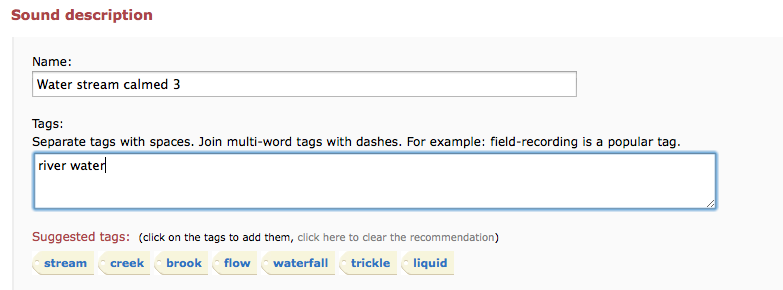 Sound description
Name:
Water stream calmed 3
Tags:
Separate tags with spaces. Join multi-word tags with dashes. For example: field-recording is a popular tag.
river water
Suggested tags: (click on the tags to add them, click here to clear the recommendation)
stream creek brook flow waterfall trickle liquid